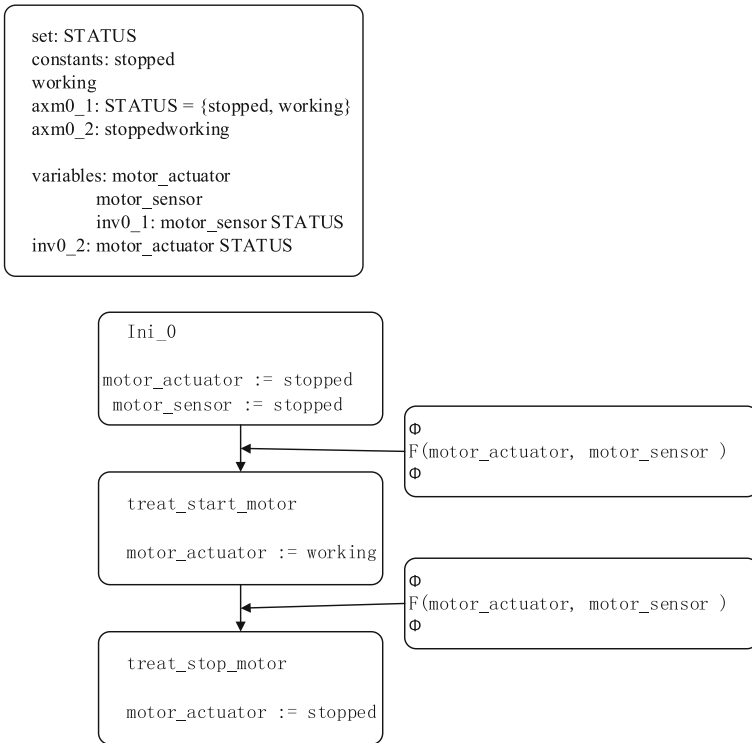 set: STATUS
constants: stopped
working
axm0_1: STATUS = {stopped, working}
axm0_2: stoppedworking
variables: motor_actuator
motor_sensor
inv0_1: motor_sensor STATUS
inv0_2: motor_actuator STATUS
Ini_0
motor_actuator := stopped
motor_sensor := stopped
Φ
F(motor_actuator, motor_sensor )
Φ
treat_start_motor
motor_actuator := working
Φ
F(motor_actuator, motor_sensor )
Φ
treat_stop_motor
motor_actuator := stopped